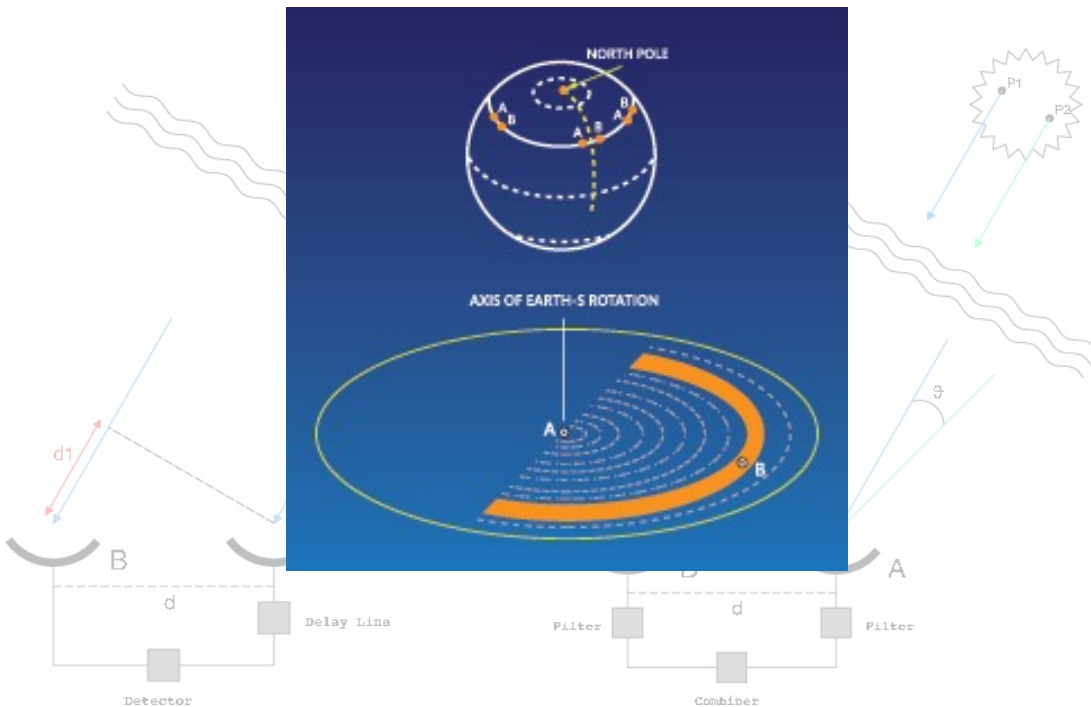 NORTH POLE
A
B
A
B
A
B
AXIS OF EARTH-S ROTATION
A
B
P1
P2
d1
ϑ
B
d
Delay Line
Detector
B
A
d
Filter
Filter
Combiner